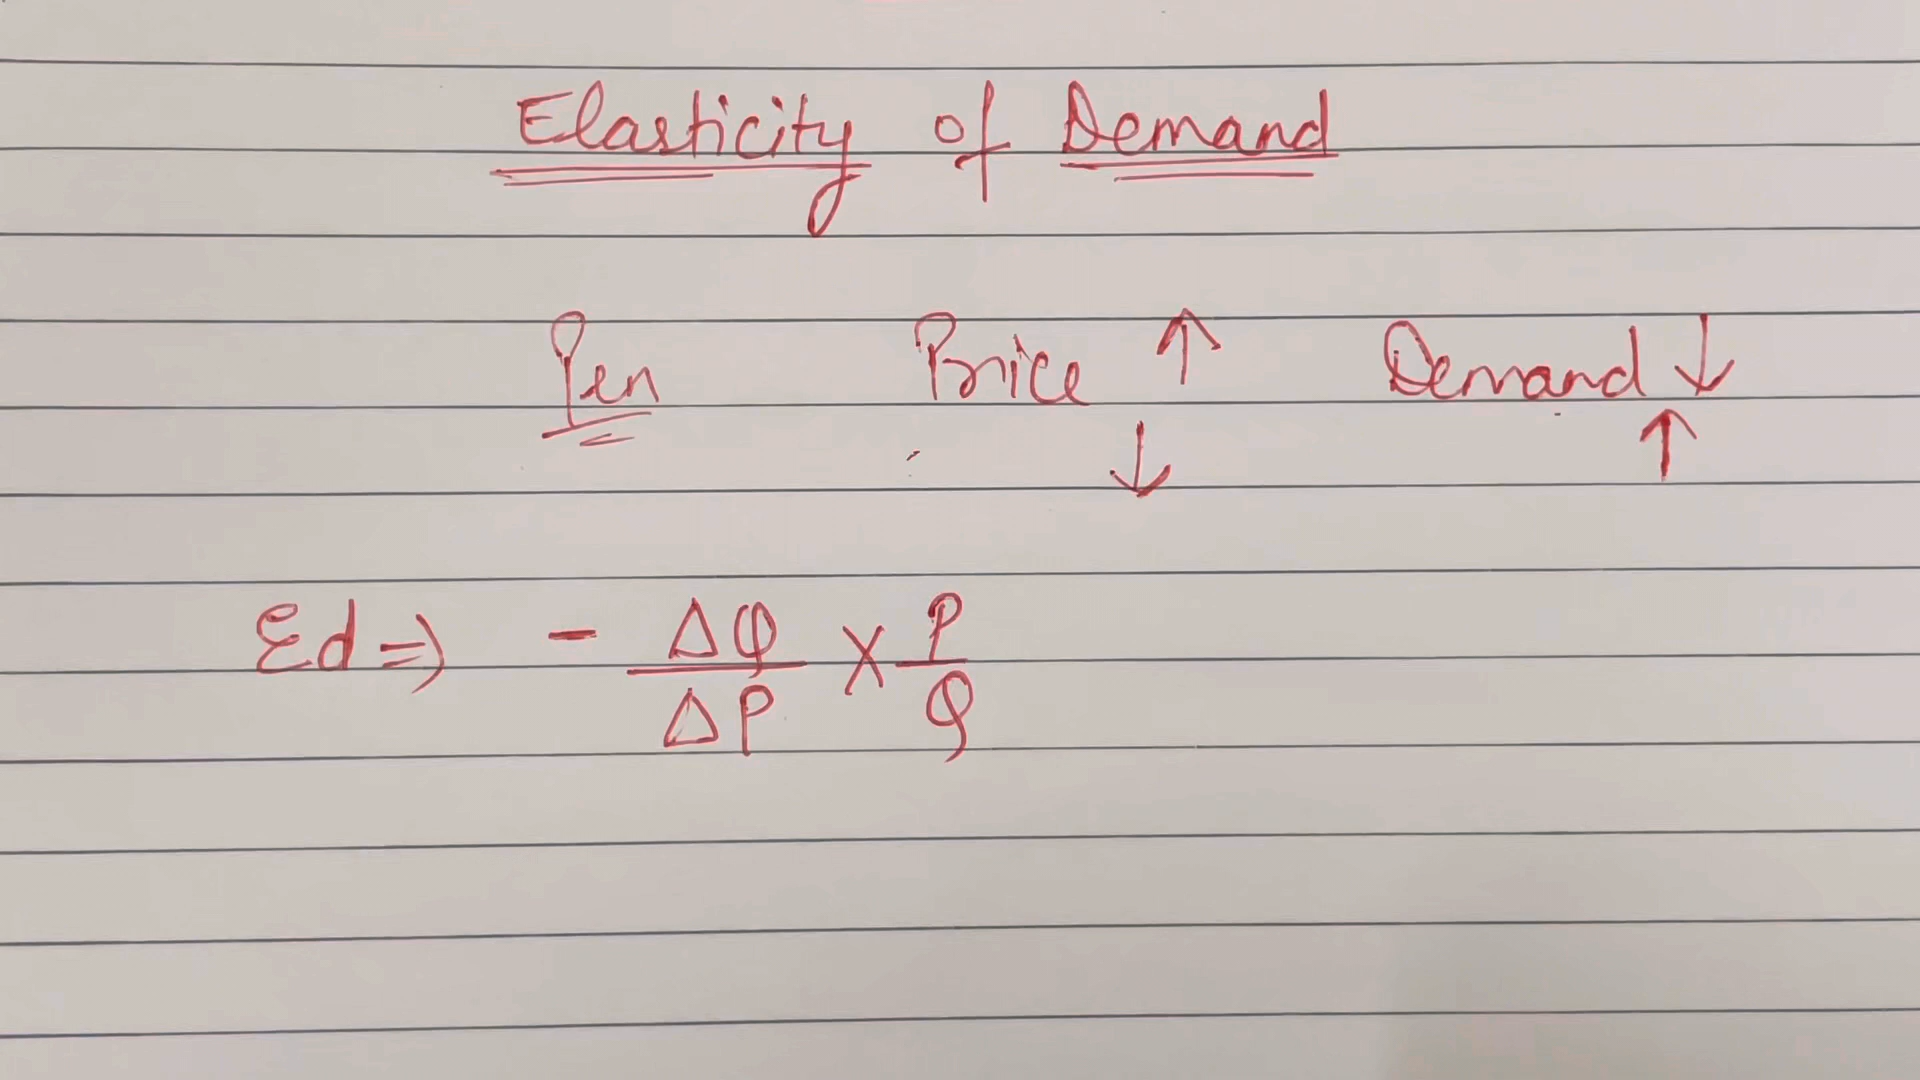 Elasticity of Demand
Pen Price ↑ Demand ↓
↓ ↑
Ed ⇒ - ΔQ/ΔP × P/Q